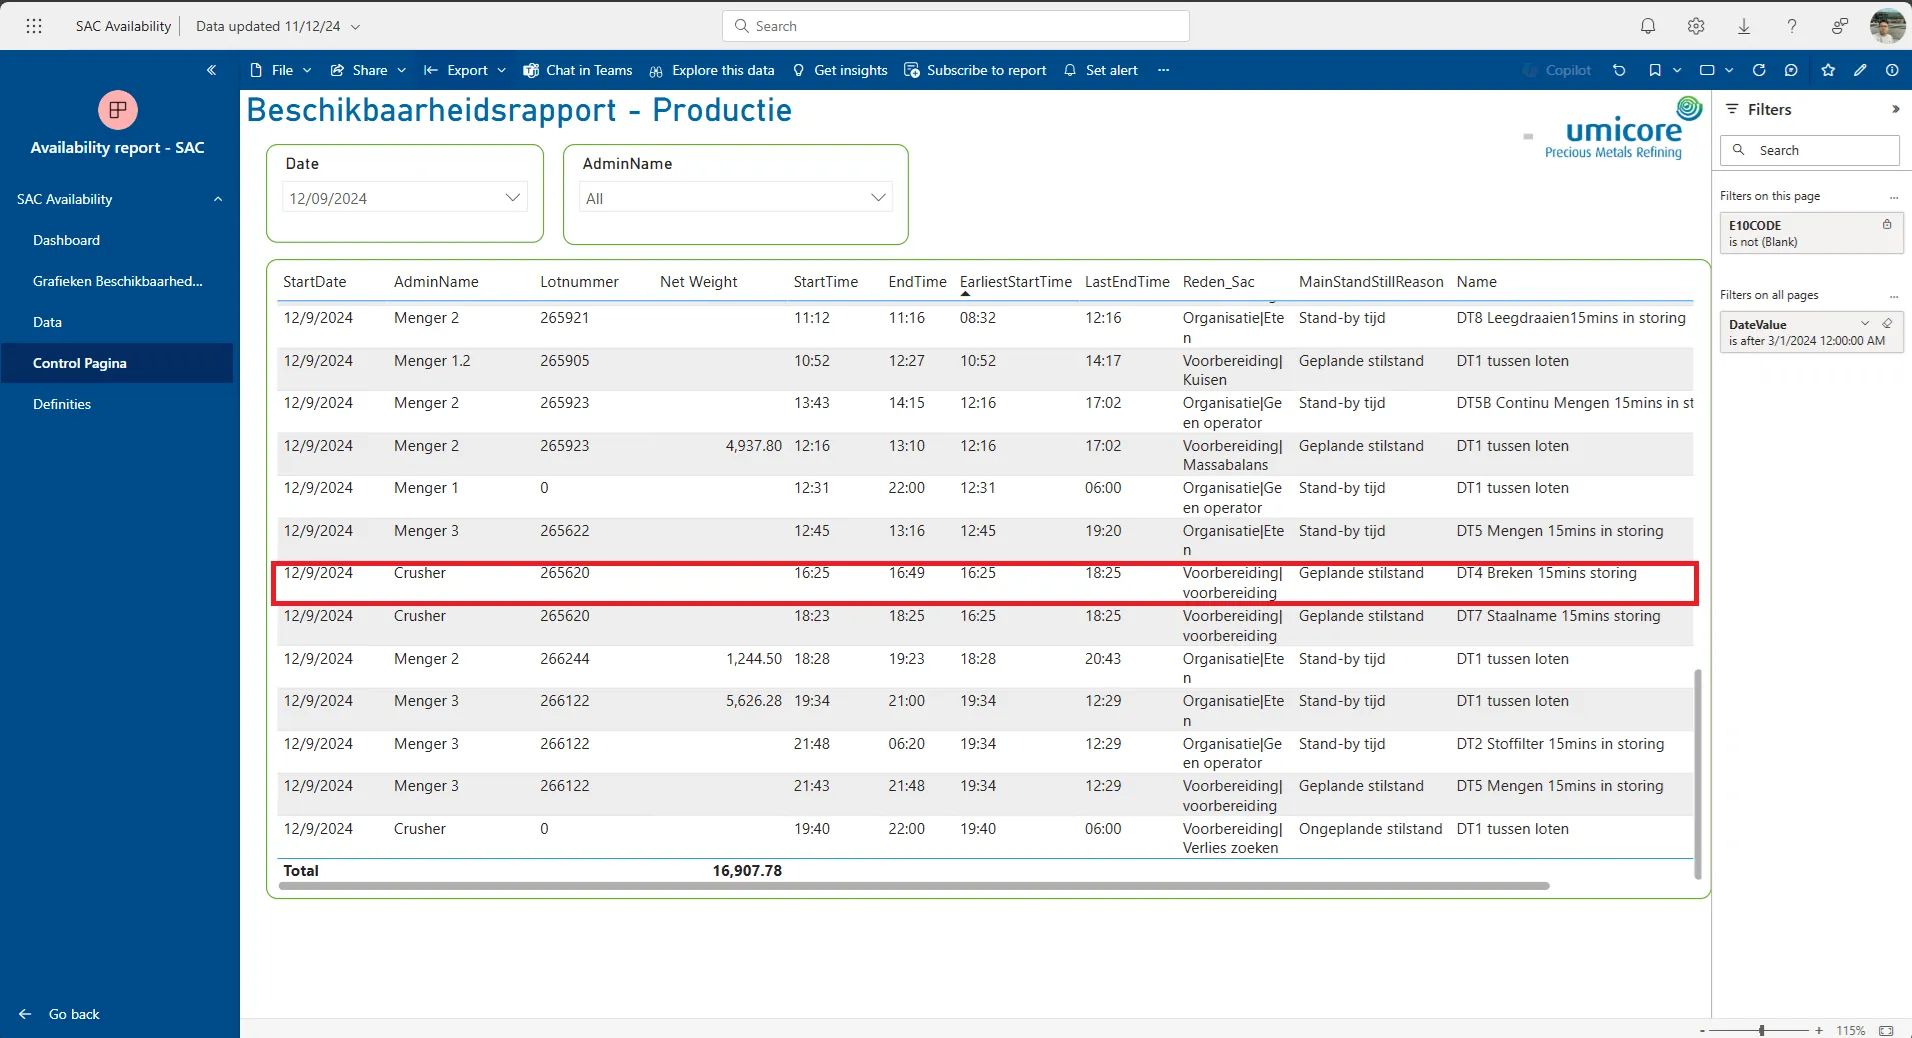 SAC Availability Data updated 11/12/24 Search
File Share Export Chat in Teams Explore this data Get insights Subscribe to report Set alert ... Copilot
Availability report - SAC
SAC Availability
Dashboard
Grafieken Beschikbaarhed...
Data
Control Pagina
Definities
Go back
Beschikbaarheidsrapport - Productie
umicore
Precious Metals Refining
Date
12/09/2024
AdminName
All
StartDate AdminName Lotnummer Net Weight StartTime EndTime EarliestStartTime LastEndTime Reden_Sac MainStandStillReason Name
12/9/2024 Menger 2 265921 11:12 11:16 08:32 12:16 Organisatie|Ete Stand-by tijd DT8 Leegdraaien15mins in storing
n
12/9/2024 Menger 1.2 265905 10:52 12:27 10:52 14:17 Voorbereiding| Geplande stilstand DT1 tussen loten
Kuisen
12/9/2024 Menger 2 265923 13:43 14:15 12:16 17:02 Organisatie|Ge Stand-by tijd DT5B Continu Mengen 15mins in st
en operator
12/9/2024 Menger 2 265923 4,937.80 12:16 13:10 12:16 17:02 Voorbereiding| Geplande stilstand DT1 tussen loten
Massabalans
12/9/2024 Menger 1 0 12:31 22:00 12:31 06:00 Organisatie|Ge Stand-by tijd DT1 tussen loten
en operator
12/9/2024 Menger 3 265622 12:45 13:16 12:45 19:20 Organisatie|Ete Stand-by tijd DT5 Mengen 15mins in storing
n
12/9/2024 Crusher 265620 16:25 16:49 16:25 18:25 Voorbereiding| Geplande stilstand DT4 Breken 15mins storing
voorbereiding
12/9/2024 Crusher 265620 18:23 18:25 16:25 18:25 Voorbereiding| Geplande stilstand DT7 Staalname 15mins storing
voorbereiding
12/9/2024 Menger 2 266244 1,244.50 18:28 19:23 18:28 20:43 Organisatie|Ete Stand-by tijd DT1 tussen loten
n
12/9/2024 Menger 3 266122 5,626.28 19:34 21:00 19:34 12:29 Organisatie|Ete Stand-by tijd DT1 tussen loten
n
12/9/2024 Menger 3 266122 21:48 06:20 19:34 12:29 Organisatie|Ge Stand-by tijd DT2 Stoffilter 15mins in storing
en operator
12/9/2024 Menger 3 266122 21:43 21:48 19:34 12:29 Voorbereiding| Geplande stilstand DT5 Mengen 15mins in storing
voorbereiding
12/9/2024 Crusher 0 19:40 22:00 19:40 06:00 Voorbereiding| Ongeplande stilstand DT1 tussen loten
Verlies zoeken
Total 16,907.78
Filters
Search
Filters on this page ...
E10CODE
is not (Blank)
Filters on all pages ...
DateValue
is after 3/1/2024 12:00:00 AM
- + 115%